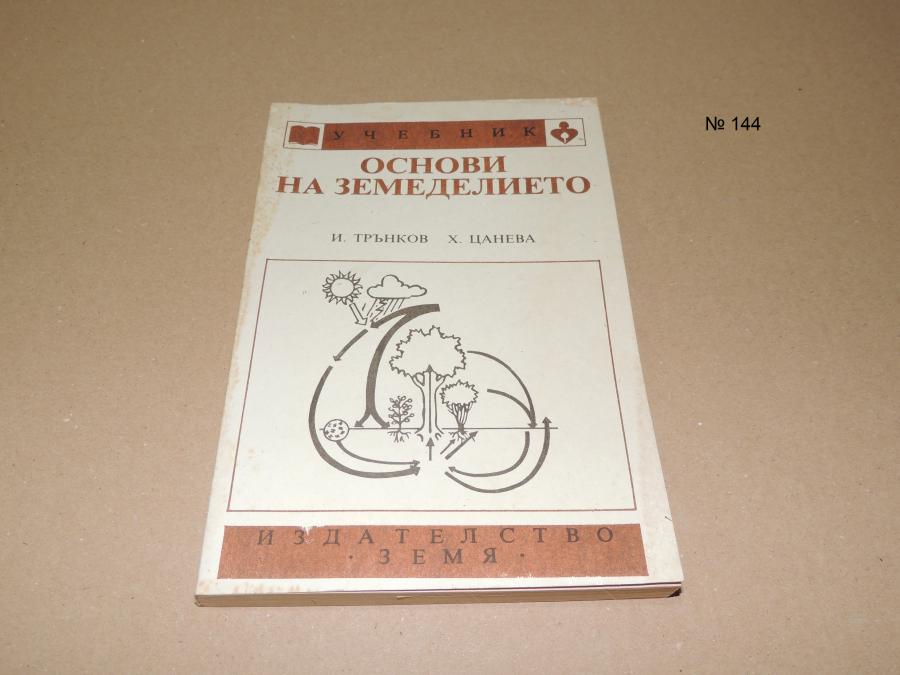 УЧЕБНИК
ОСНОВИ
НА ЗЕМЕДЕЛИЕТО
И. ТРЪНКОВ Х. ЦАНЕВА
ИЗДАТЕЛСТВО
· ЗЕМЯ ·
№ 144